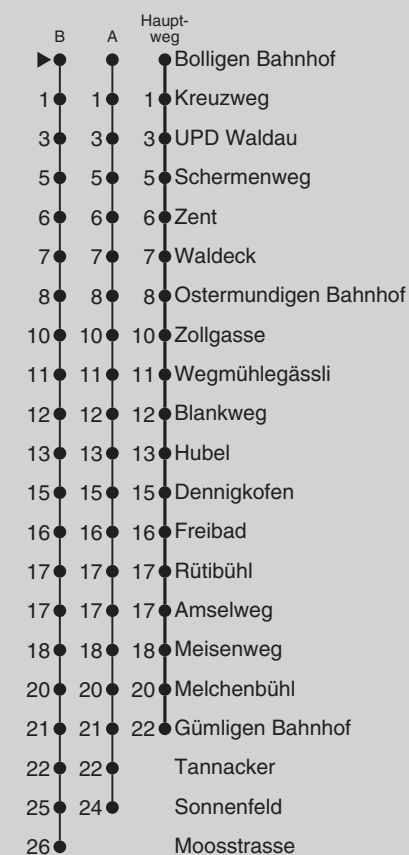 Haupt-
B A weg
Bolligen Bahnhof
1 1 1 Kreuzweg
3 3 3 UPD Waldau
5 5 5 Schermenweg
6 6 6 Zent
7 7 7 Waldeck
8 8 8 Ostermundigen Bahnhof
10 10 10 Zollgasse
11 11 11 Wegmühlegässli
12 12 12 Blankweg
13 13 13 Hubel
15 15 15 Dennigkofen
16 16 16 Freibad
17 17 17 Rütibühl
17 17 17 Amselweg
18 18 18 Meisenweg
20 20 20 Melchenbühl
21 21 22 Gümligen Bahnhof
22 22 Tannacker
25 24 Sonnenfeld
26 Moosstrasse